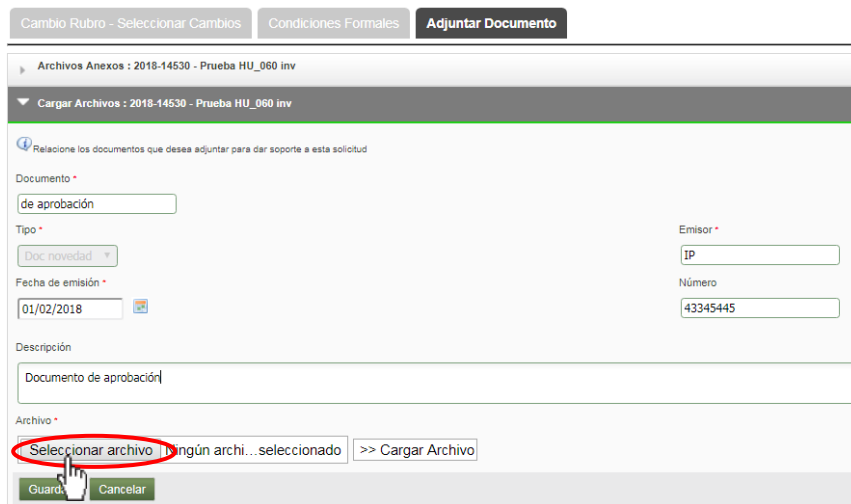 Cambio Rubro - Seleccionar Cambios Condiciones Formales Adjuntar Documento
Archivos Anexos : 2018-14530 - Prueba HU_060 inv
Cargar Archivos : 2018-14530 - Prueba HU_060 inv
Relacione los documentos que desea adjuntar para dar soporte a esta solicitud
Documento *
de aprobación
Tipo * Emisor *
Doc novedad IP
Fecha de emisión * Número
01/02/2018 43345445
Descripción
Documento de aprobación
Archivo *
Seleccionar archivo Ningún archi...seleccionado >> Cargar Archivo
Cancelar